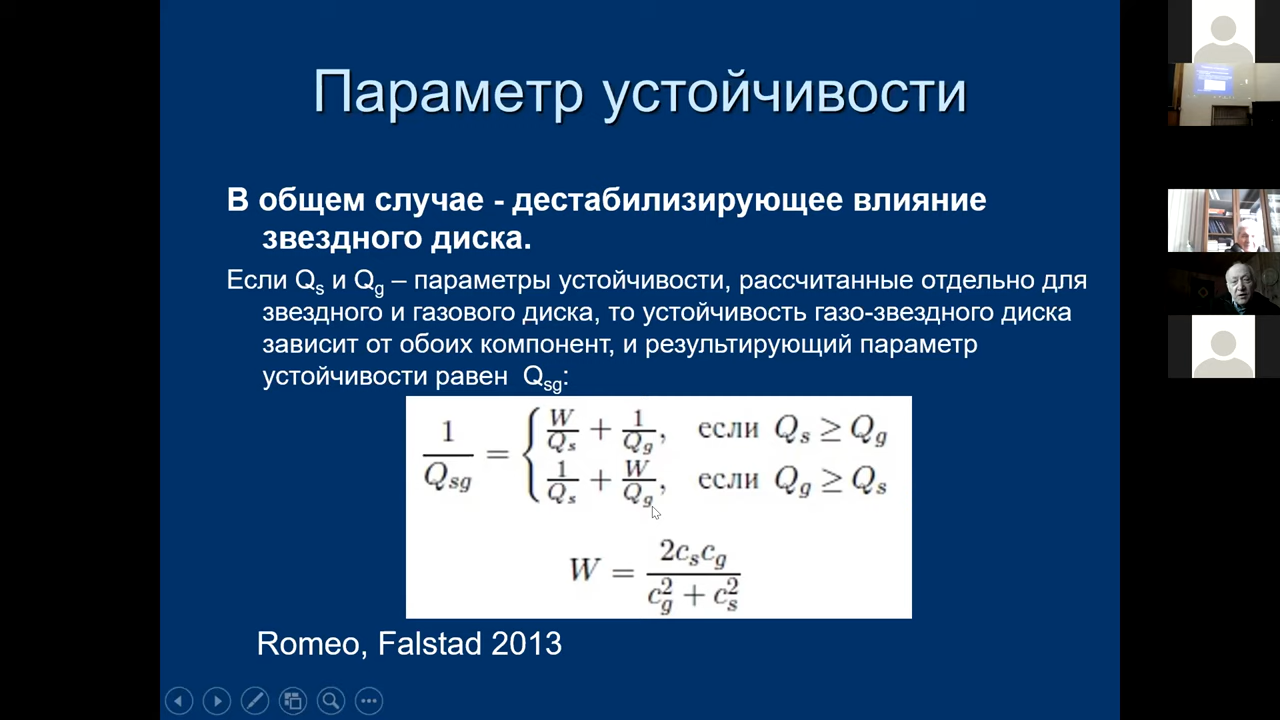 Параметр устойчивости
В общем случае - дестабилизирующее влияние
звездного диска.
Если Qs и Qg – параметры устойчивости, рассчитанные отдельно для
звездного и газового диска, то устойчивость газо-звездного диска
зависит от обоих компонент, и результирующий параметр
устойчивости равен Qsg:
1/Qsg = { W/Qs + 1/Qg, если Qs ≥ Qg
1/Qs + W/Qg, если Qg ≥ Qs
W = 2cscg / (cg² + cs²)
Romeo, Falstad 2013